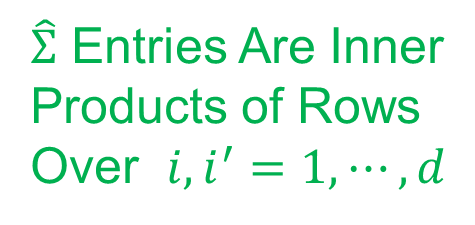 Σ̂ Entries Are Inner
Products of Rows
Over i, i′ = 1, ⋯ , d